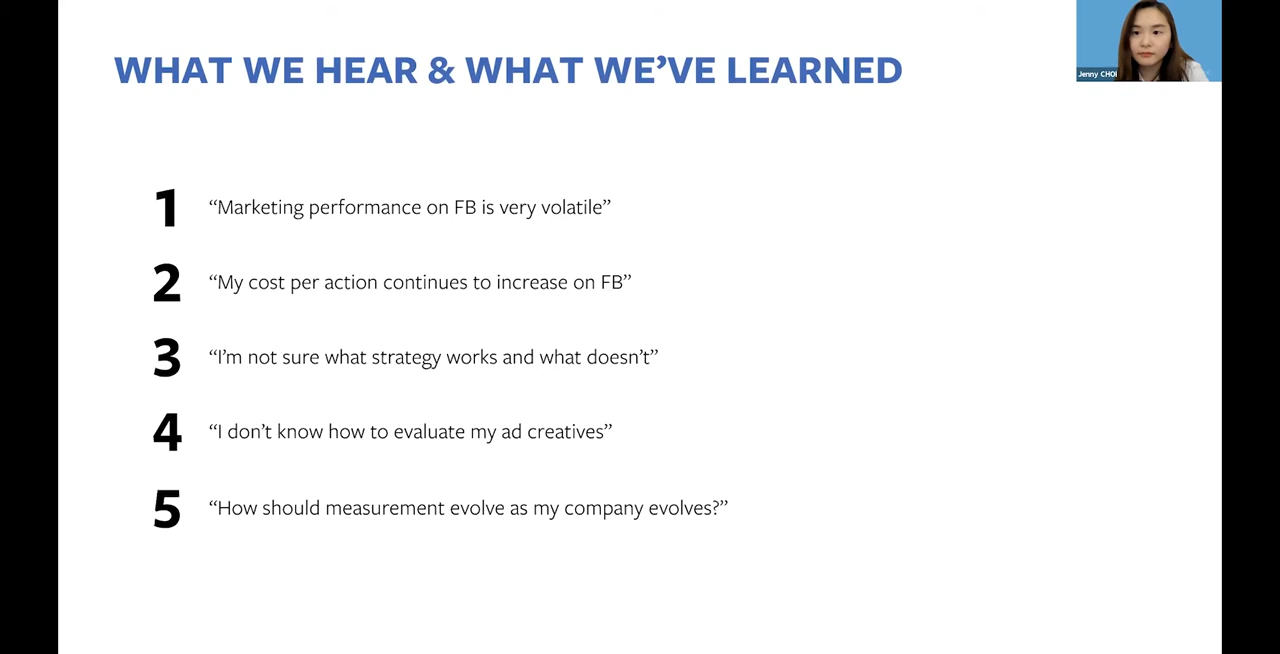 WHAT WE HEAR & WHAT WE’VE LEARNED
Jenny
1 “Marketing performance on FB is very volatile”
2 “My cost per action continues to increase on FB”
3 “I’m not sure what strategy works and what doesn’t”
4 “I don’t know how to evaluate my ad creatives”
5 “How should measurement evolve as my company evolves?”